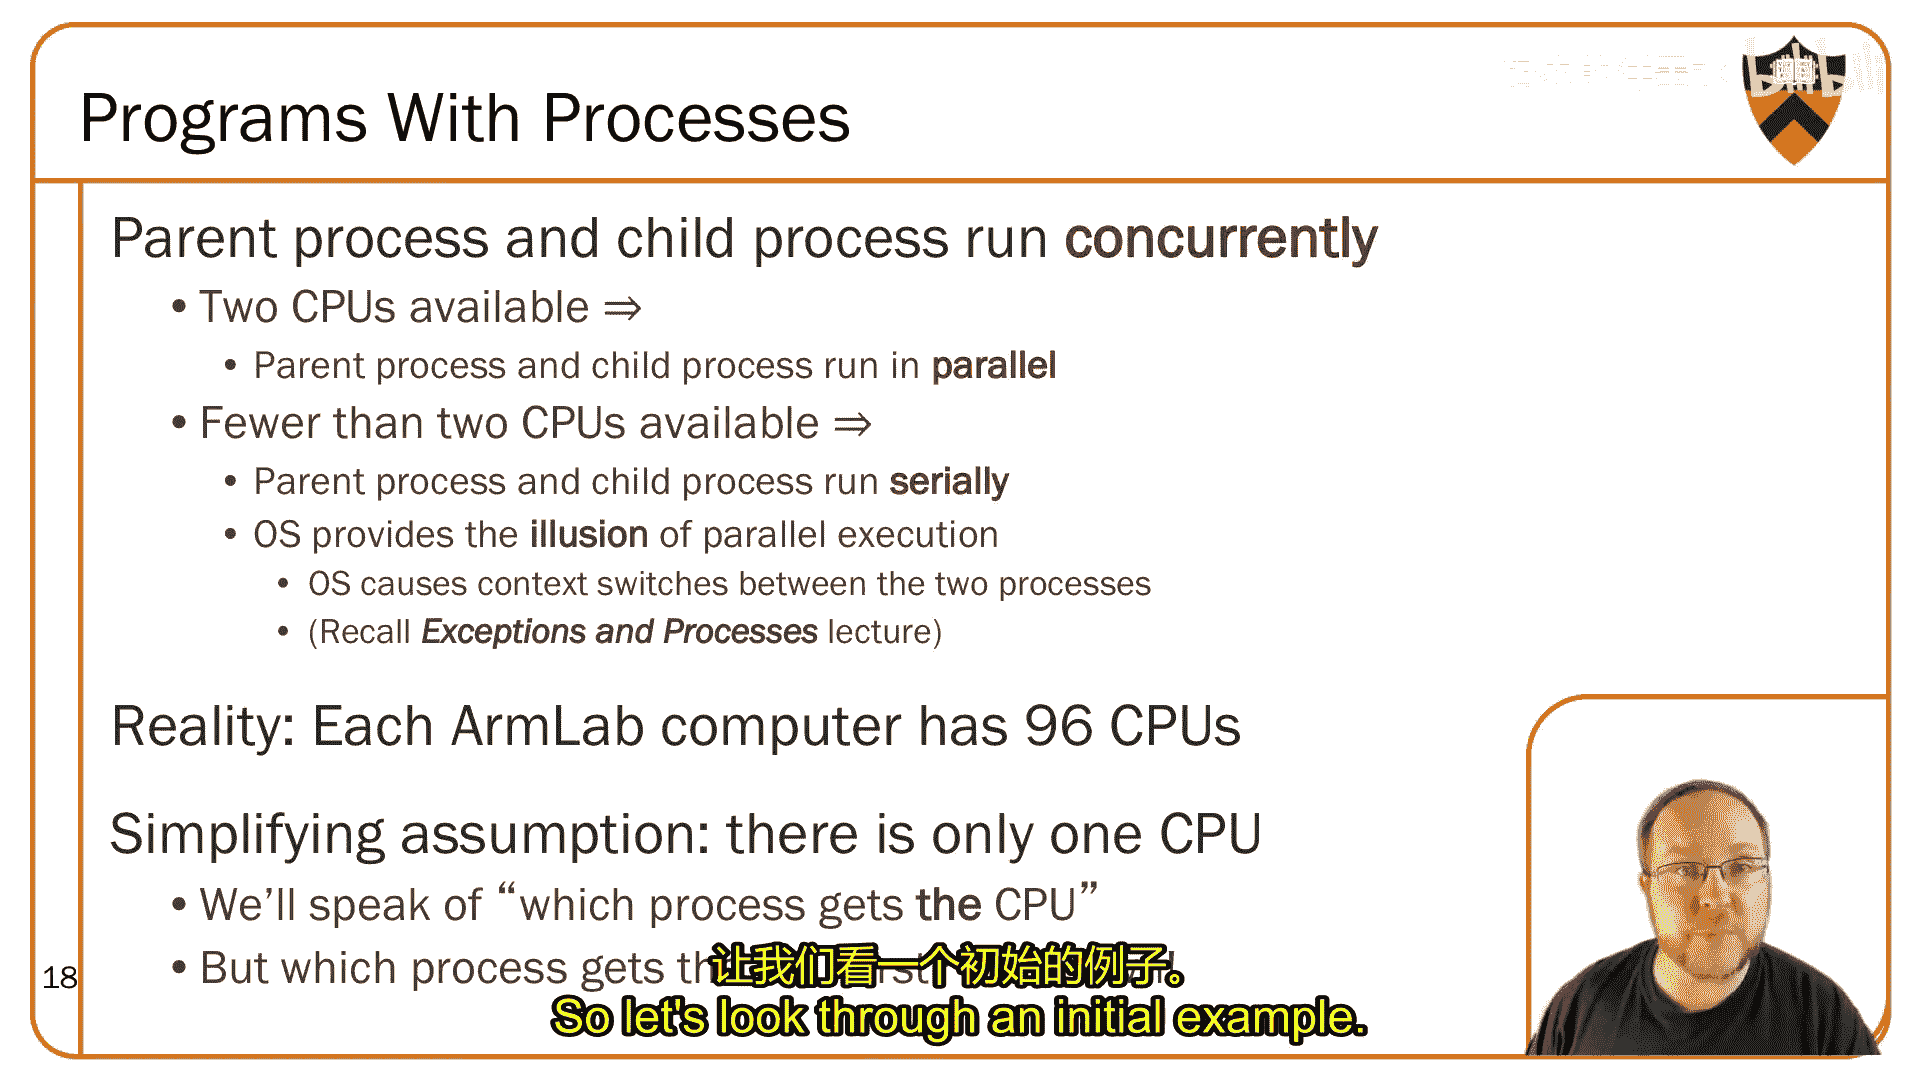 Programs With Processes
Parent process and child process run concurrently
• Two CPUs available ⇒
• Parent process and child process run in parallel
• Fewer than two CPUs available ⇒
• Parent process and child process run serially
• OS provides the illusion of parallel execution
• OS causes context switches between the two processes
• (Recall Exceptions and Processes lecture)
Reality: Each ArmLab computer has 96 CPUs
Simplifying assumption: there is only one CPU
• We’ll speak of “which process gets the CPU”
• But which process gets
让我们看一个初始的例子。
So let's look through an initial example.
18